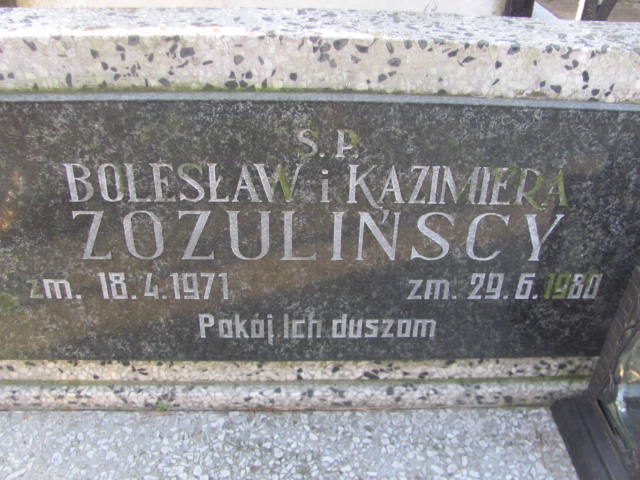 Ś.P.
BOLESŁAW i KAZIMIERA
ZOZULIŃSCY
zm. 18.4.1971 zm. 29.6.1980
Pokój Ich duszom